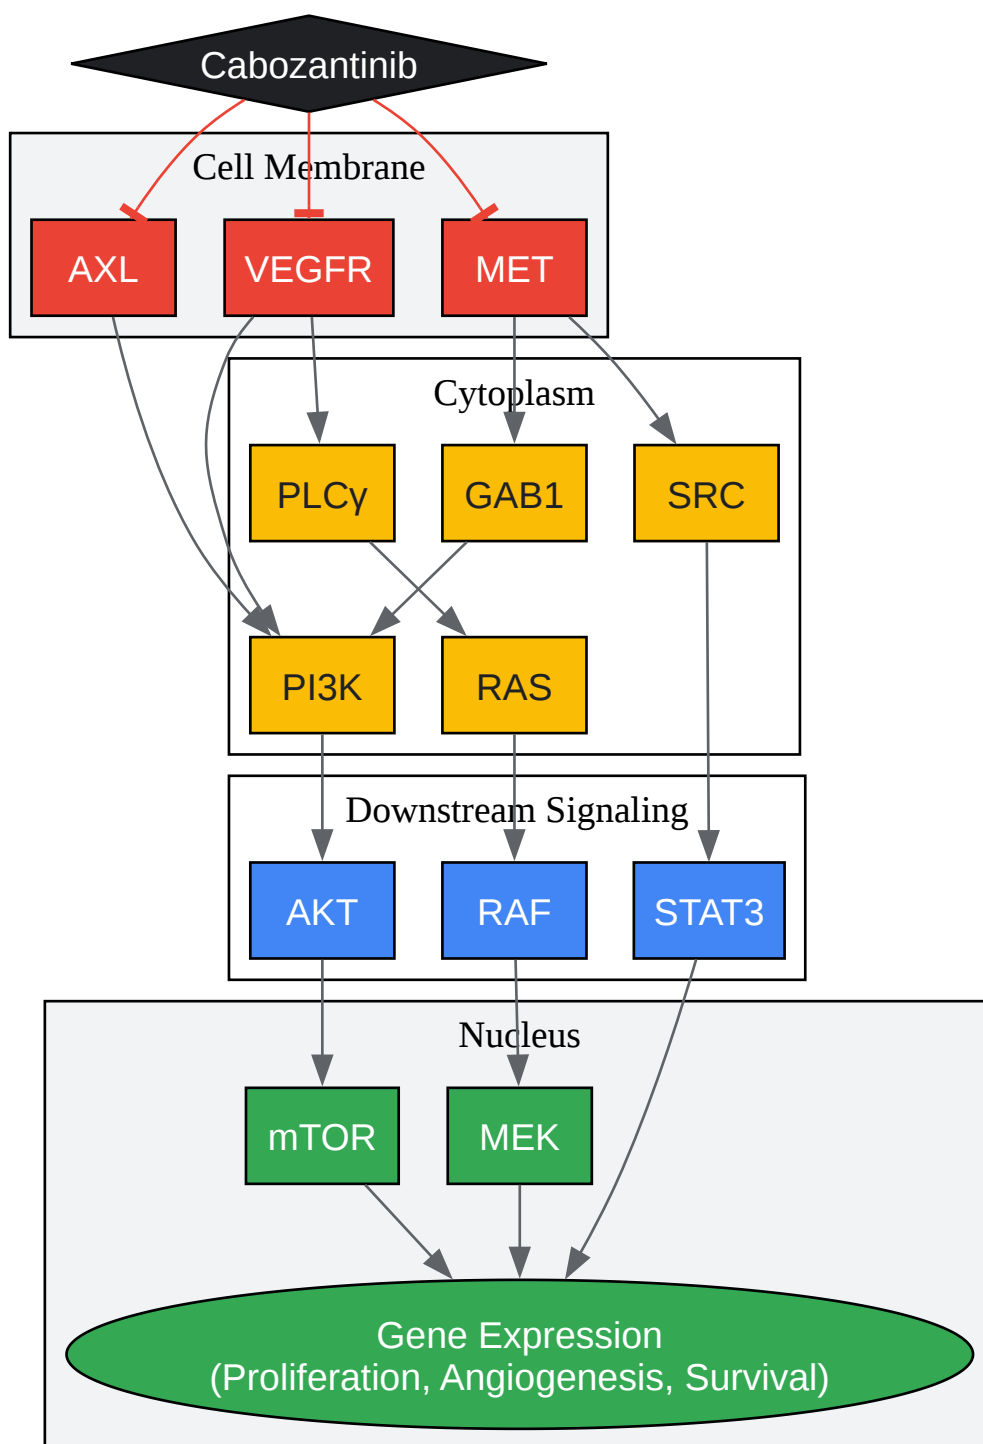 Cabozantinib
Cell Membrane
AXL
VEGFR
MET
Cytoplasm
PLCγ
GAB1
SRC
PI3K
RAS
Downstream Signaling
AKT
RAF
STAT3
Nucleus
mTOR
MEK
Gene Expression
(Proliferation, Angiogenesis, Survival)